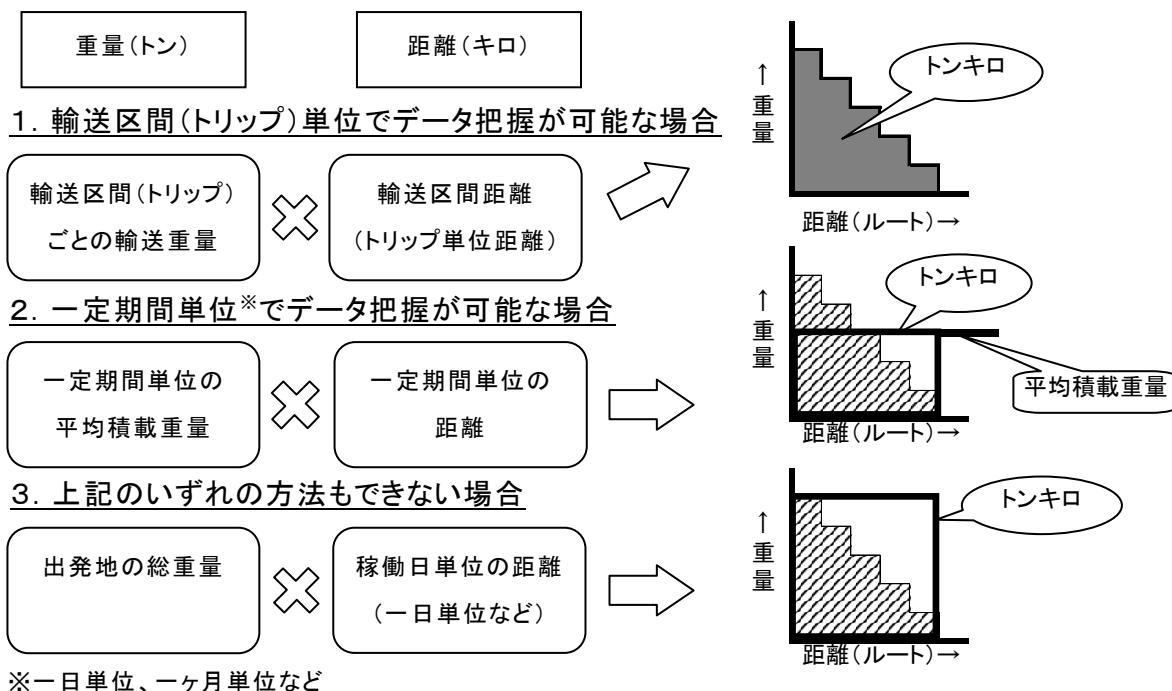 重量(トン)
距離(キロ)
1. 輸送区間(トリップ)単位でデータ把握が可能な場合
輸送区間(トリップ)
ごとの輸送重量
輸送区間距離
(トリップ単位距離)
↑
重
量
トンキロ
距離(ルート)→
2. 一定期間単位※でデータ把握が可能な場合
一定期間単位の
平均積載重量
一定期間単位の
距離
↑
重
量
トンキロ
平均積載重量
距離(ルート)→
3. 上記のいずれの方法もできない場合
出発地の総重量
稼働日単位の距離
(一日単位など)
↑
重
量
トンキロ
距離(ルート)→
※一日単位、一ヶ月単位など